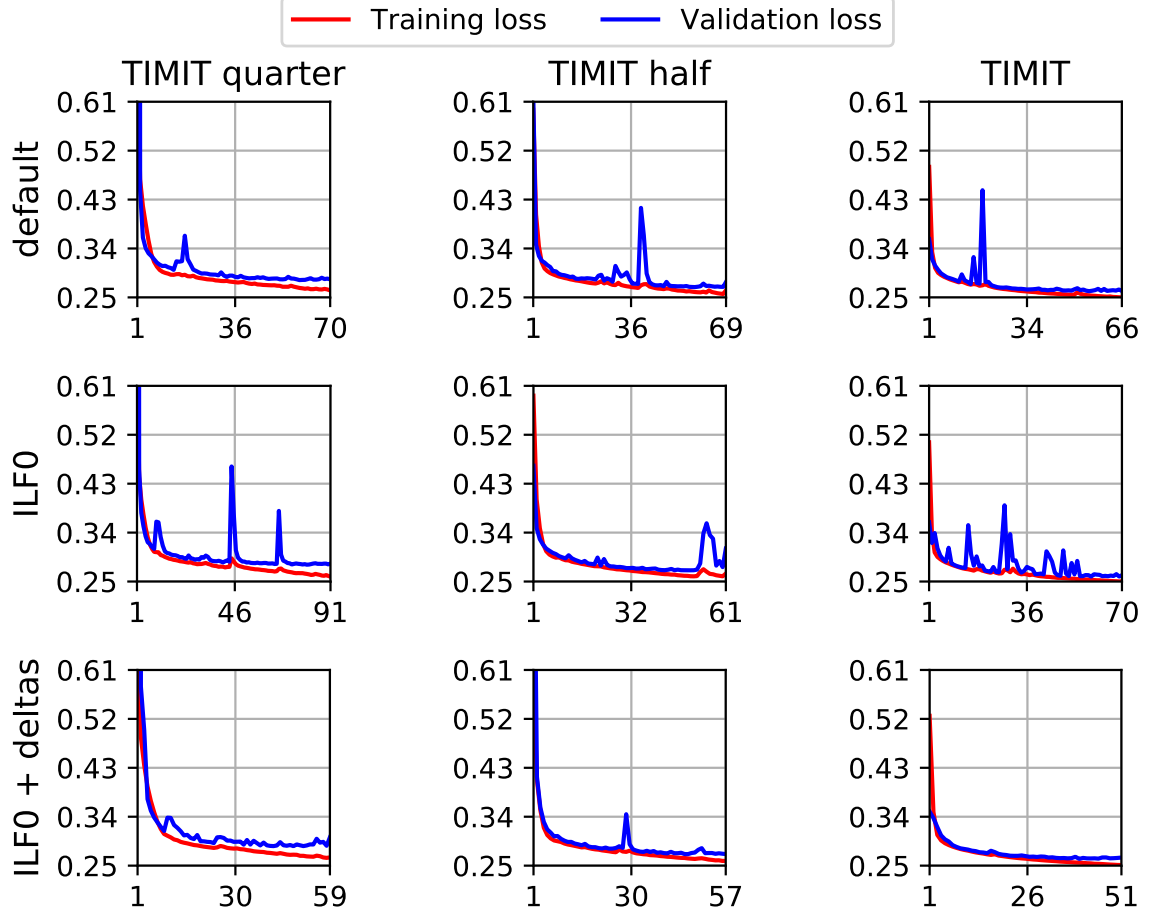 Training loss Validation loss
TIMIT quarter TIMIT half TIMIT
default
0.61 0.61 0.61
0.52 0.52 0.52
0.43 0.43 0.43
0.34 0.34 0.34
0.25 0.25 0.25
1 36 70 1 36 69 1 34 66
ILF0
0.61 0.61 0.61
0.52 0.52 0.52
0.43 0.43 0.43
0.34 0.34 0.34
0.25 0.25 0.25
1 46 91 1 32 61 1 36 70
ILF0 + deltas
0.61 0.61 0.61
0.52 0.52 0.52
0.43 0.43 0.43
0.34 0.34 0.34
0.25 0.25 0.25
1 30 59 1 30 57 1 26 51